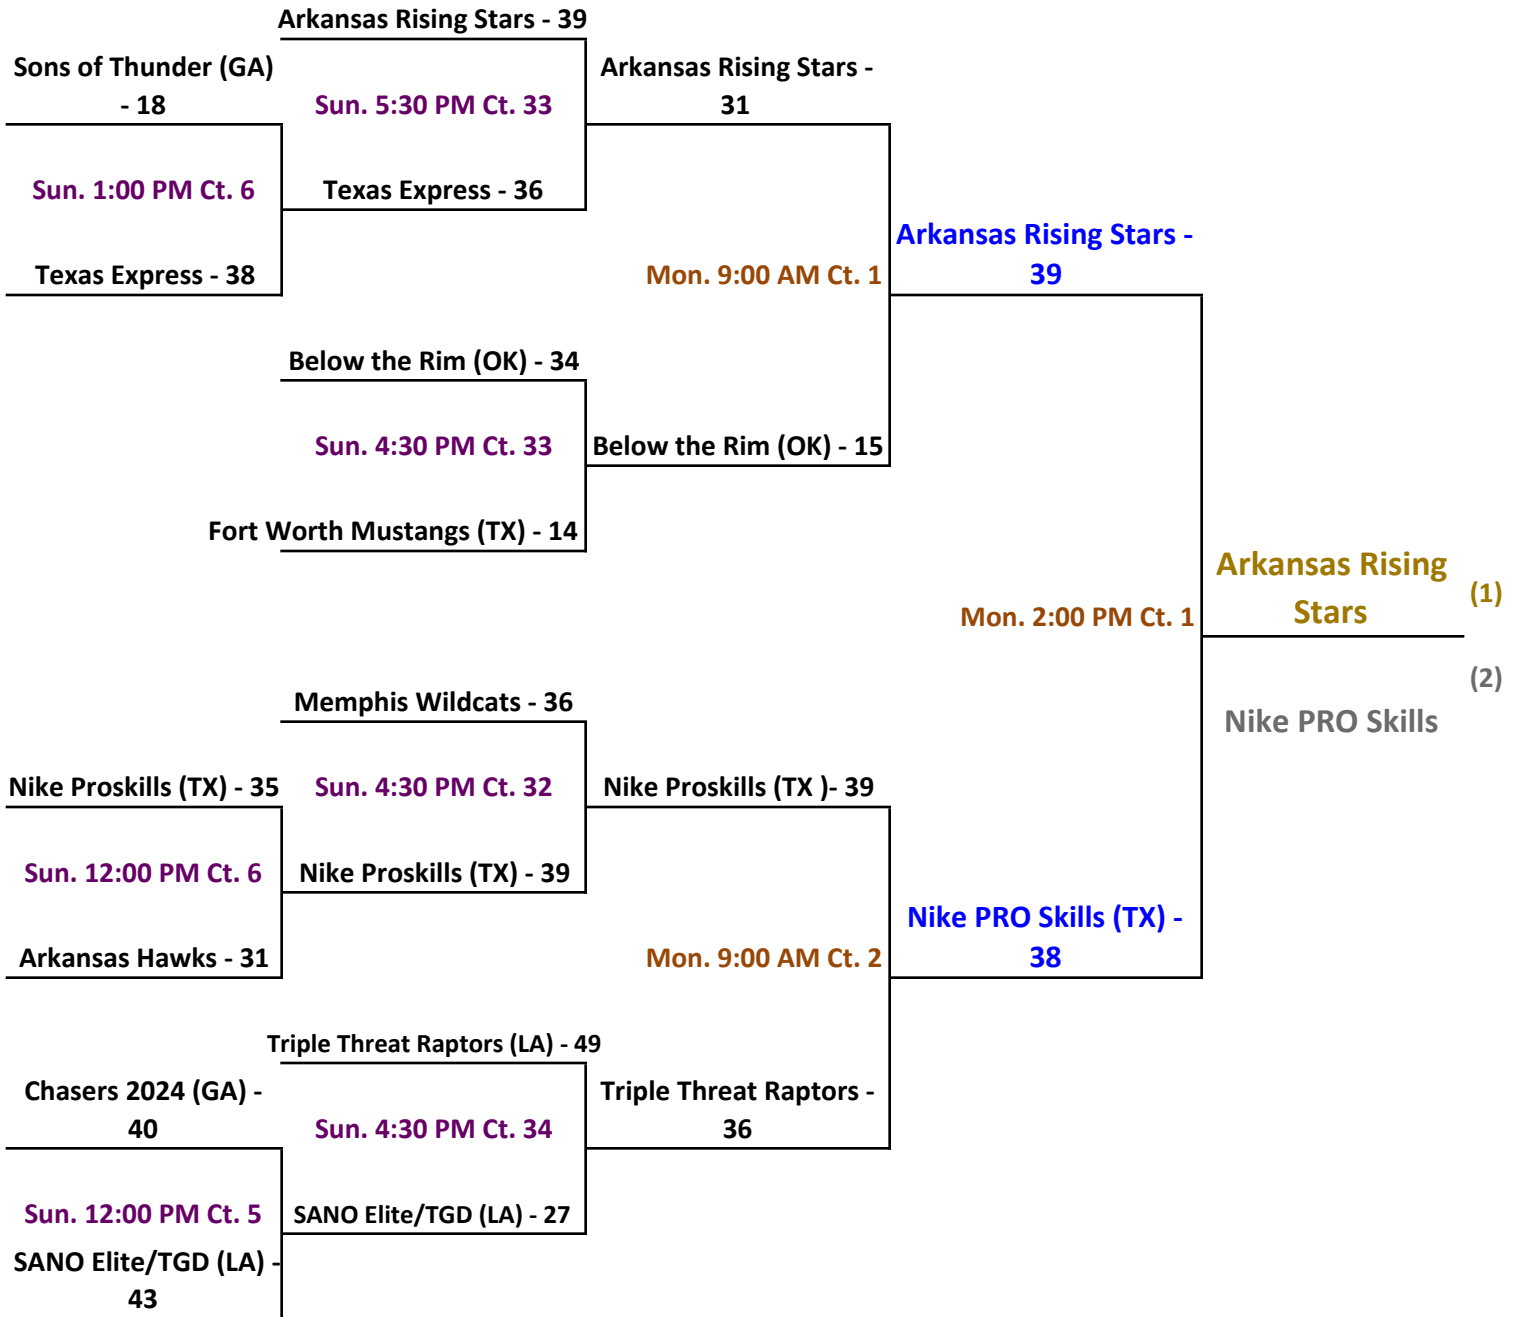 Arkansas Rising Stars - 39
Sons of Thunder (GA)
- 18
Arkansas Rising Stars -
31
Sun. 5:30 PM Ct. 33
Sun. 1:00 PM Ct. 6
Texas Express - 36
Arkansas Rising Stars -
39
Texas Express - 38
Mon. 9:00 AM Ct. 1
Below the Rim (OK) - 34
Sun. 4:30 PM Ct. 33
Below the Rim (OK) - 15
Fort Worth Mustangs (TX) - 14
Arkansas Rising
Stars
(1)
Mon. 2:00 PM Ct. 1
(2)
Nike PRO Skills
Memphis Wildcats - 36
Nike Proskills (TX) - 35
Sun. 4:30 PM Ct. 32
Nike Proskills (TX )- 39
Sun. 12:00 PM Ct. 6
Nike Proskills (TX) - 39
Nike PRO Skills (TX) -
38
Arkansas Hawks - 31
Mon. 9:00 AM Ct. 2
Triple Threat Raptors (LA) - 49
Chasers 2024 (GA) -
40
Triple Threat Raptors -
36
Sun. 4:30 PM Ct. 34
Sun. 12:00 PM Ct. 5
SANO Elite/TGD (LA) - 27
SANO Elite/TGD (LA) -
43